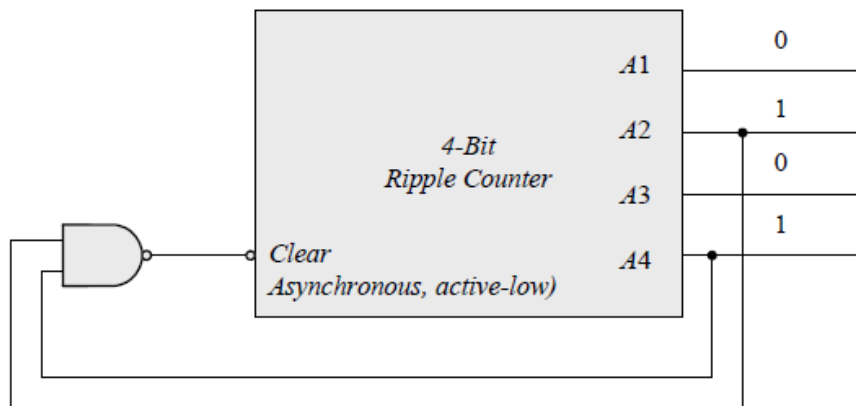 0
A1
1
A2
4-Bit
Ripple Counter
0
A3
1
Clear
A4
Asynchronous, active-low)